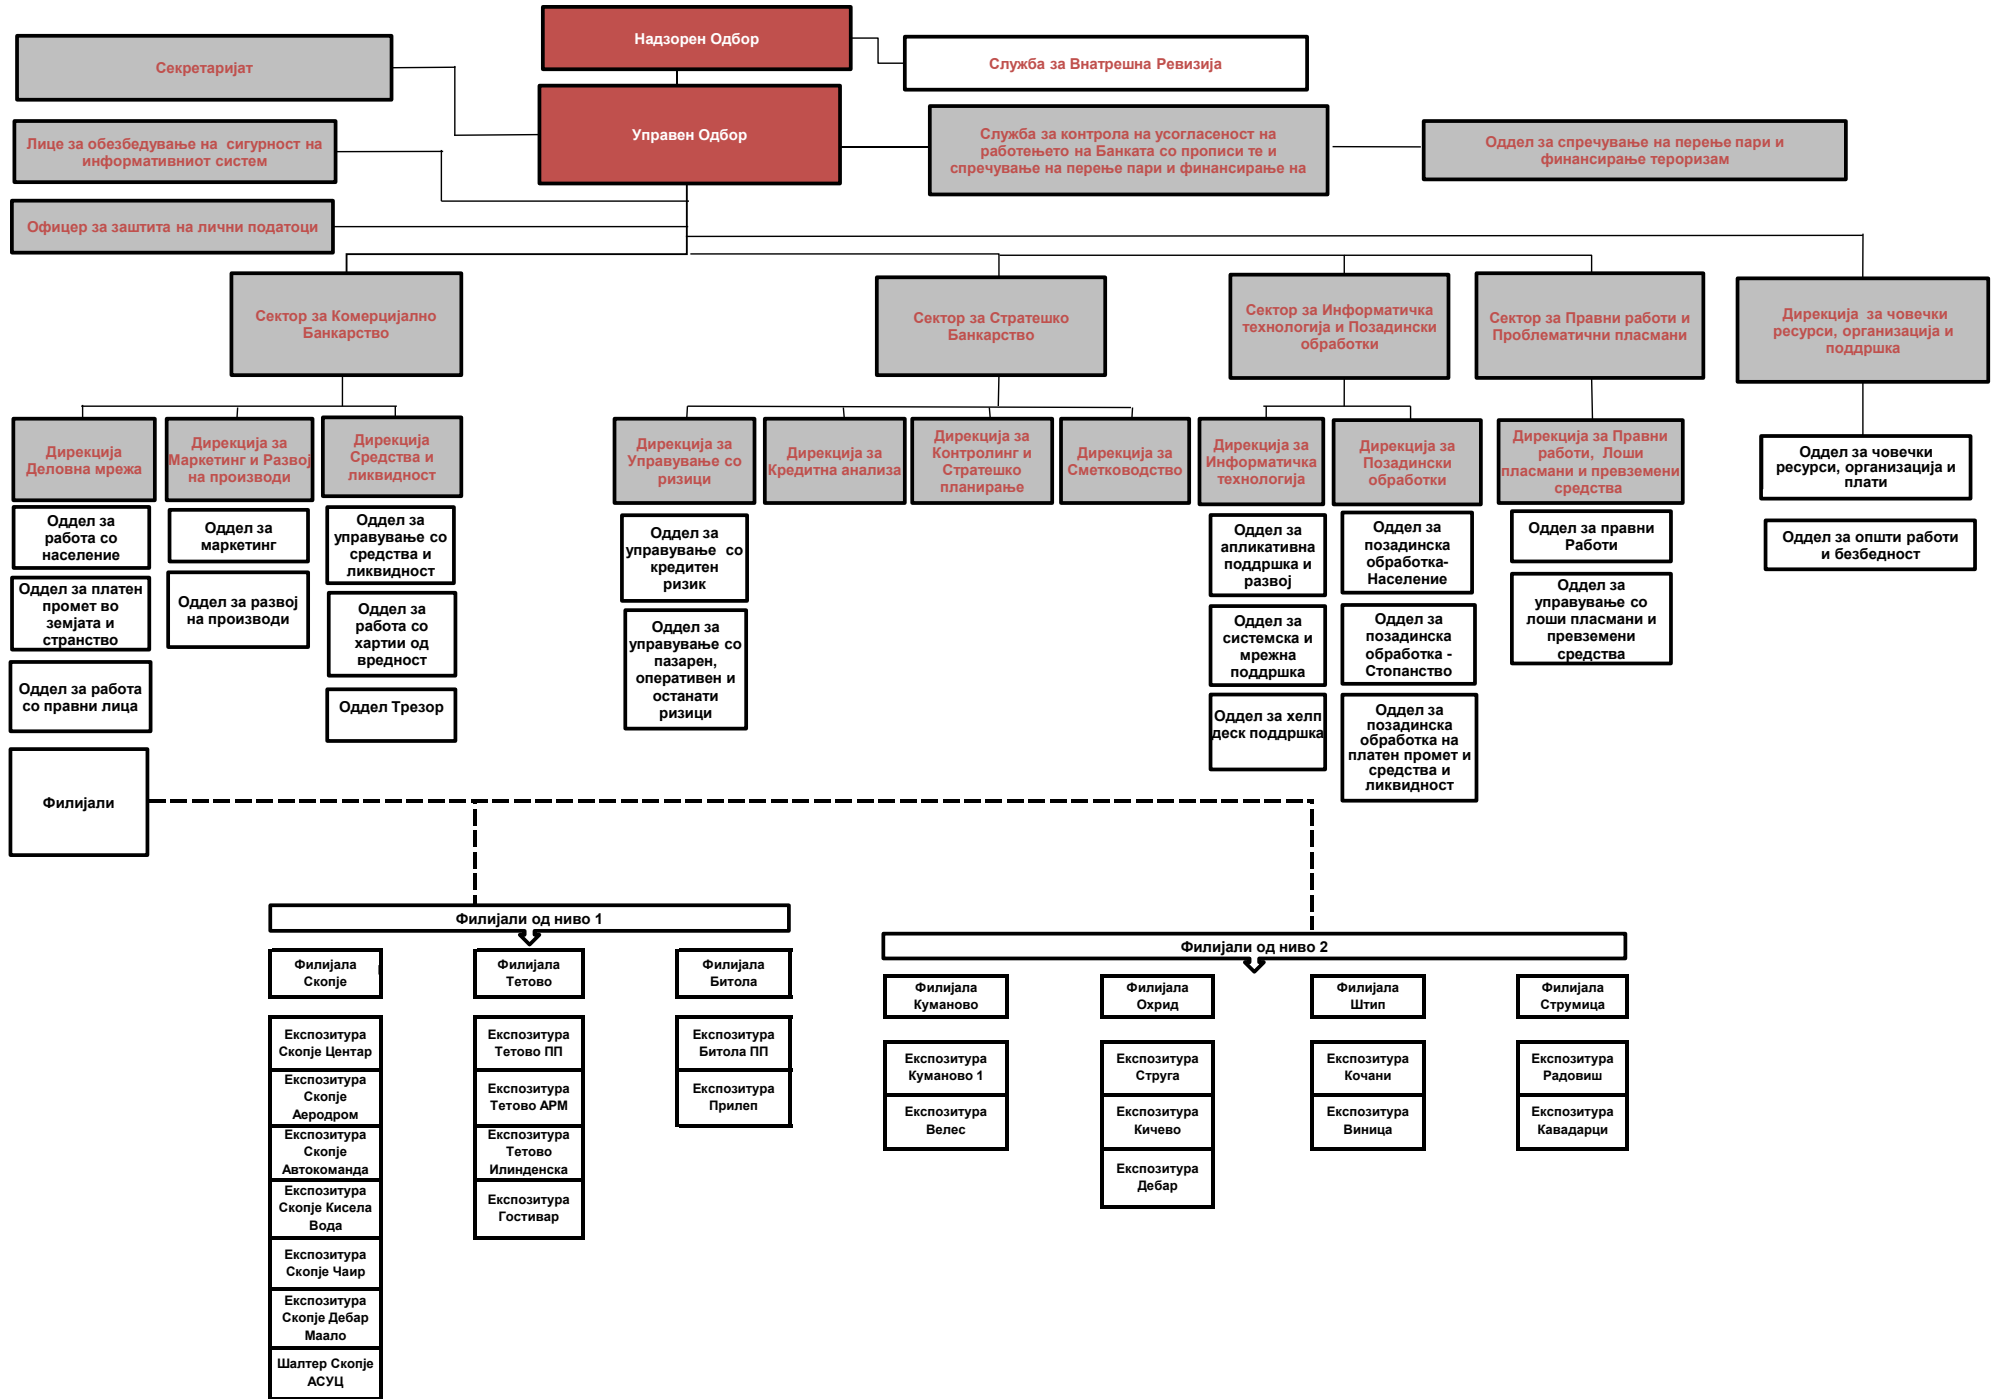 Надзорен Одбор
Секретаријат
Служба за Внатрешна Ревизија
Управен Одбор
Лице за обезбедување на сигурност на
информативниот систем
Служба за контрола на усогласеност на
работењето на Банката со прописи те и
спречување на перење пари и финансирање на
Оддел за спречување на перење пари и
финансирање тероризам
Офицер за заштита на лични податоци
Сектор за Комерцијално
Банкарство
Сектор за Стратешко
Банкарство
Сектор за Информатичка
технологија и Позадински
обработки
Сектор за Правни работи и
Проблематични пласмани
Дирекција за човечки
ресурси, организација и
поддршка
Дирекција
Деловна мрежа
Дирекција за
Маркетинг и Развој
на производи
Дирекција
Средства и
ликвидност
Дирекција за
Управување со
ризици
Дирекција за
Кредитна анализа
Дирекција за
Контролинг и
Стратешко
планирање
Дирекција за
Сметководство
Дирекција за
Информатичка
технологија
Дирекција за
Позадински
обработки
Дирекција за Правни
работи, Лоши
пласмани и превземени
средства
Оддел за човечки
ресурси, организација и
плати
Оддел за
работа со
население
Оддел за
маркетинг
Оддел за
управување со
средства и
ликвидност
Оддел за
управување со
кредитен
ризик
Оддел за
апликативна
поддршка и
развој
Оддел за
позадинска
обработка-
Население
Оддел за правни
Работи
Оддел за општи работи
и безбедност
Оддел за платен
промет во
земјата и
странство
Оддел за развој
на производи
Оддел за
работа со
хартии од
вредност
Оддел за
управување со
пазарен,
оперативен и
останати
ризици
Оддел за
системска и
мрежна
поддршка
Оддел за
позадинска
обработка -
Стопанство
Оддел за
управување со
лоши пласмани и
превземени
средства
Оддел за работа
со правни лица
Оддел Трезор
Оддел за хелп
деск поддршка
Оддел за
позадинска
обработка на
платен промет и
средства и
ликвидност
Филијали
Филијали од ниво 1
Филијала
Скопје
Филијала
Тетово
Филијала
Битола
Експозитура
Скопје Центар
Експозитура
Скопје
Аеродром
Експозитура
Скопје
Автокоманда
Експозитура
Скопје Кисела
Вода
Експозитура
Скопје Чаир
Експозитура
Скопје Дебар
Маало
Шалтер Скопје
АСУЦ
Експозитура
Тетово ПП
Експозитура
Тетово АРМ
Експозитура
Тетово
Илинденска
Експозитура
Гостивар
Експозитура
Битола ПП
Експозитура
Прилеп
Филијали од ниво 2
Филијала
Куманово
Филијала
Охрид
Филијала
Штип
Филијала
Струмица
Експозитура
Куманово 1
Експозитура
Велес
Експозитура
Струга
Експозитура
Кичево
Експозитура
Дебар
Експозитура
Кочани
Експозитура
Виница
Експозитура
Радовиш
Експозитура
Кавадарци